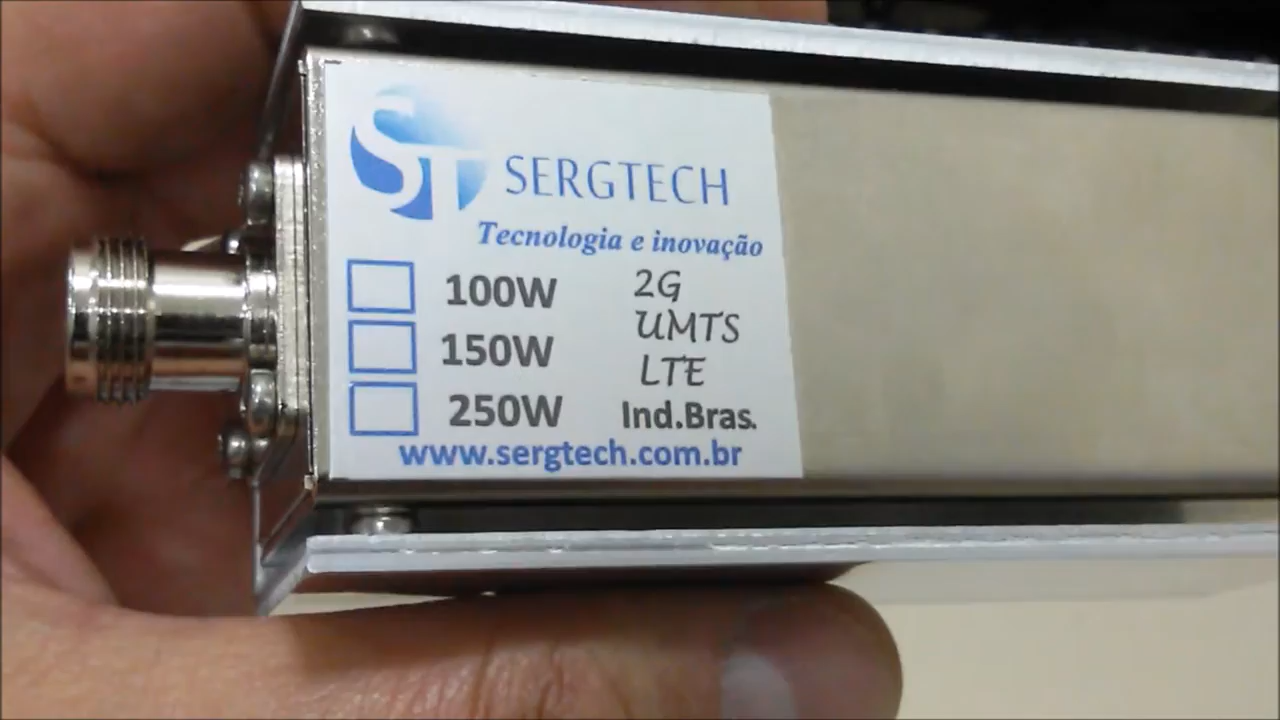 ST SERGTECH
Tecnologia e inovação
100W 2G
UMTS
150W LTE
250W Ind.Bras.
www.sergtech.com.br